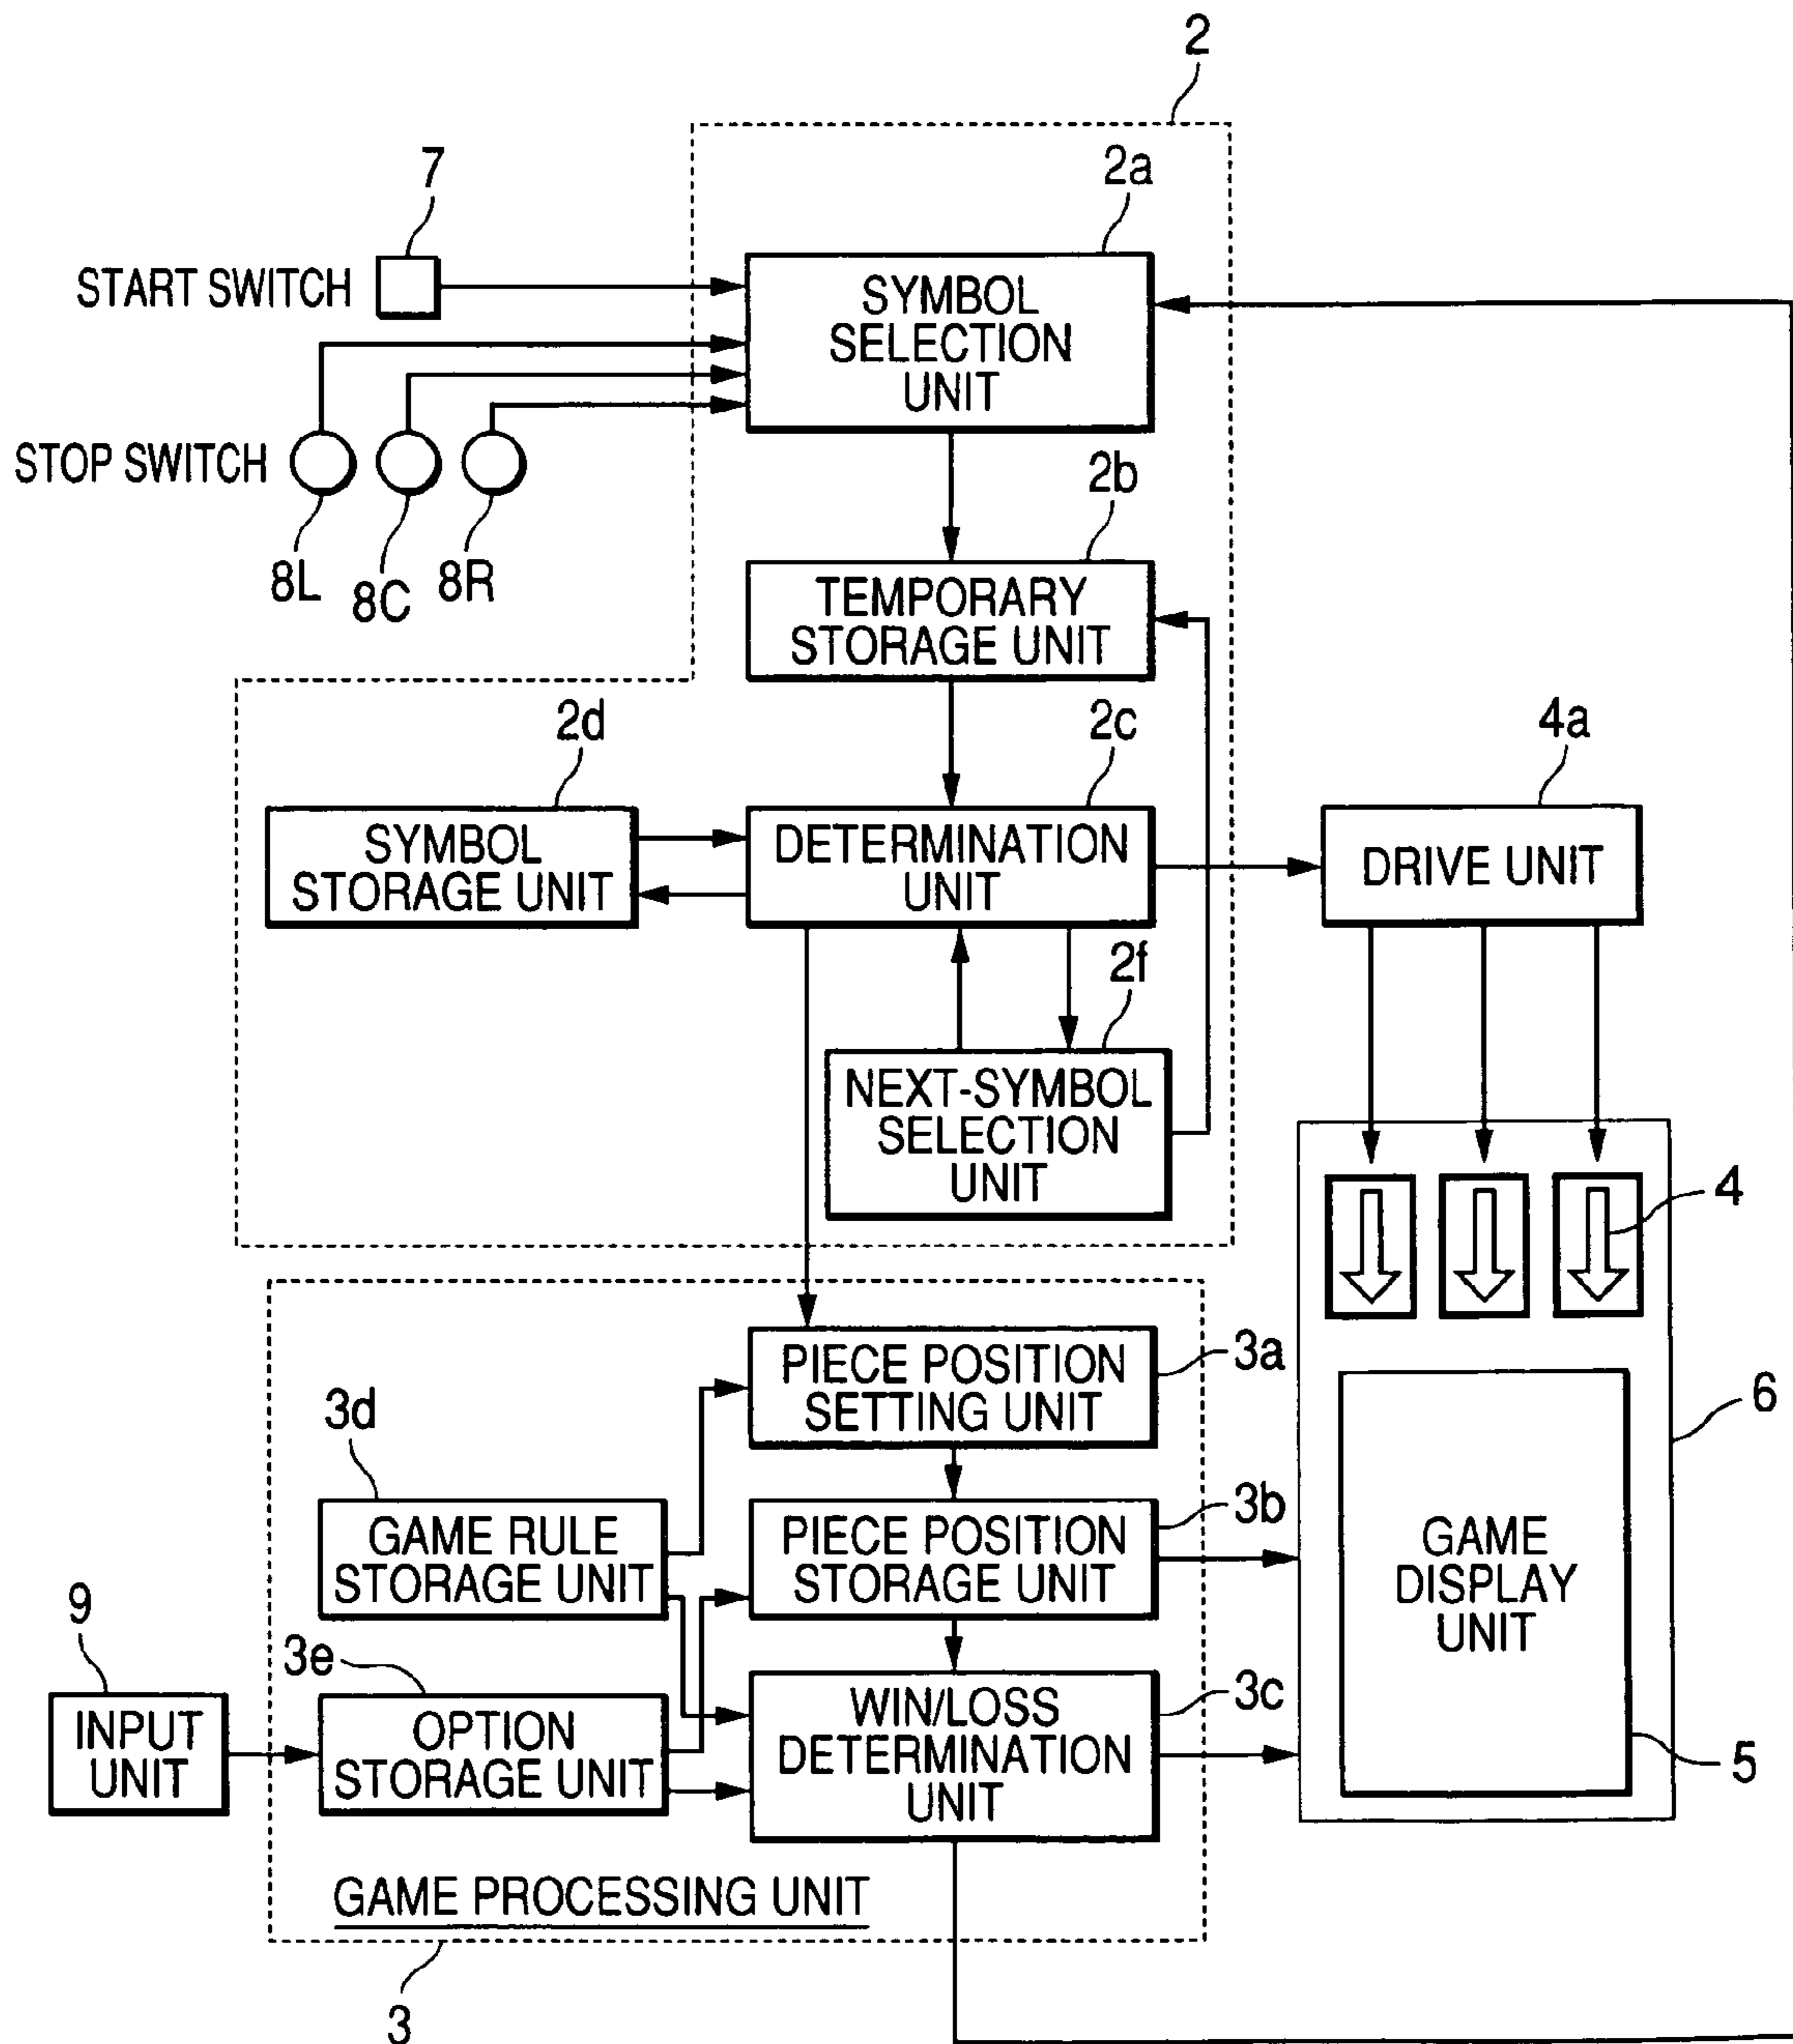 2
7
2a
START SWITCH
SYMBOL
SELECTION
UNIT
STOP SWITCH
8L
8C
8R
2b
TEMPORARY
STORAGE UNIT
2d
2c
4a
SYMBOL
STORAGE UNIT
DETERMINATION
UNIT
DRIVE UNIT
2f
NEXT-SYMBOL
SELECTION
UNIT
4
3a
PIECE POSITION
SETTING UNIT
3d
6
GAME RULE
STORAGE UNIT
3b
PIECE POSITION
STORAGE UNIT
GAME
DISPLAY
UNIT
9
INPUT
UNIT
3e
OPTION
STORAGE UNIT
3c
WIN/LOSS
DETERMINATION
UNIT
5
GAME PROCESSING UNIT
3